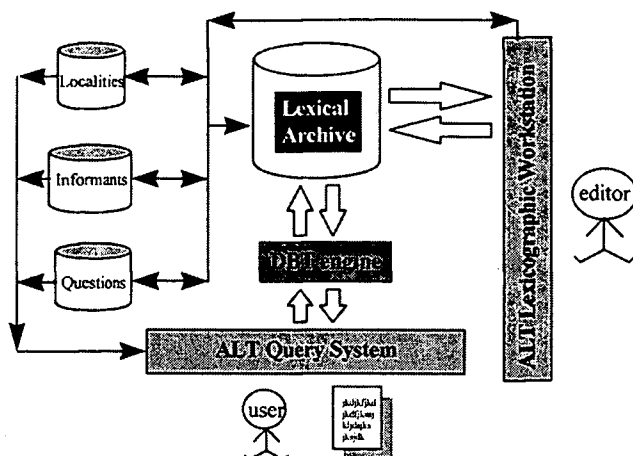 Localities
Informants
Questions
Lexical
Archive
DBT engine
ALT Query System
ALT Lexicographic Workstation
editor
user